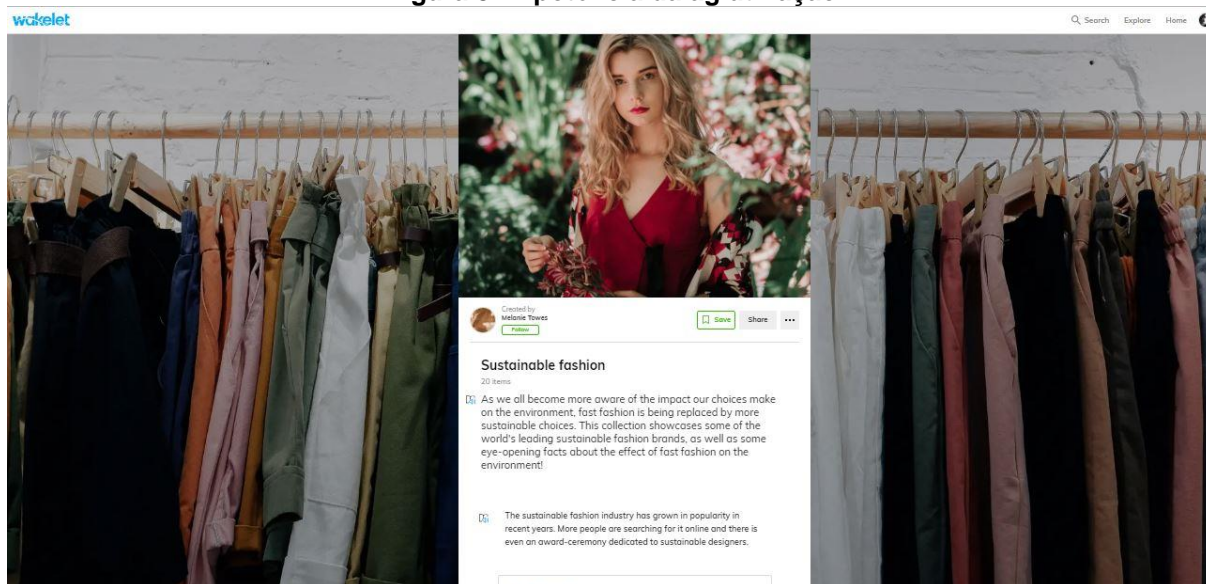 wakelet
Search Explore Home
Created by
Melanie Towes
Follow
Save Share
Sustainable fashion
20 items
As we all become more aware of the impact our choices make
on the environment, fast fashion is being replaced by more
sustainable choices. This collection showcases some of the
world's leading sustainable fashion brands, as well as some
eye-opening facts about the effect of fast fashion on the
environment!
The sustainable fashion industry has grown in popularity in
recent years. More people are searching for it online and there is
even an award-ceremony dedicated to sustainable designers.